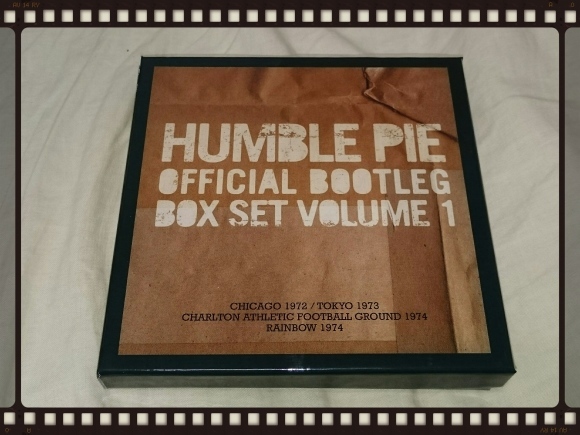 HUMBLE PIE
OFFICIAL BOOTLEG
BOX SET VOLUME 1
CHICAGO 1972 / TOKYO 1973
CHARLTON ATHLETIC FOOTBALL GROUND 1974
RAINBOW 1974